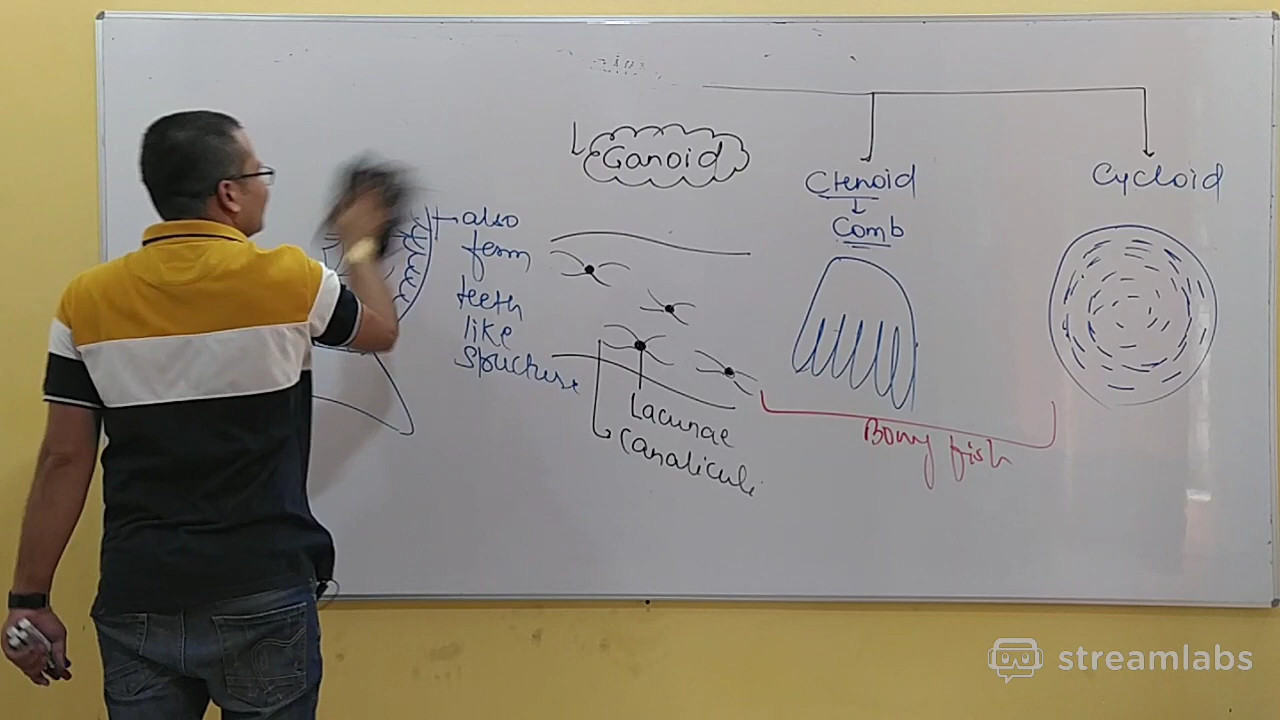 Ganoid
Ctenoid
Comb
Cycloid
also
form
teeth
like
structure
Lacunae
Canaliculi
Bony fish
streamlabs